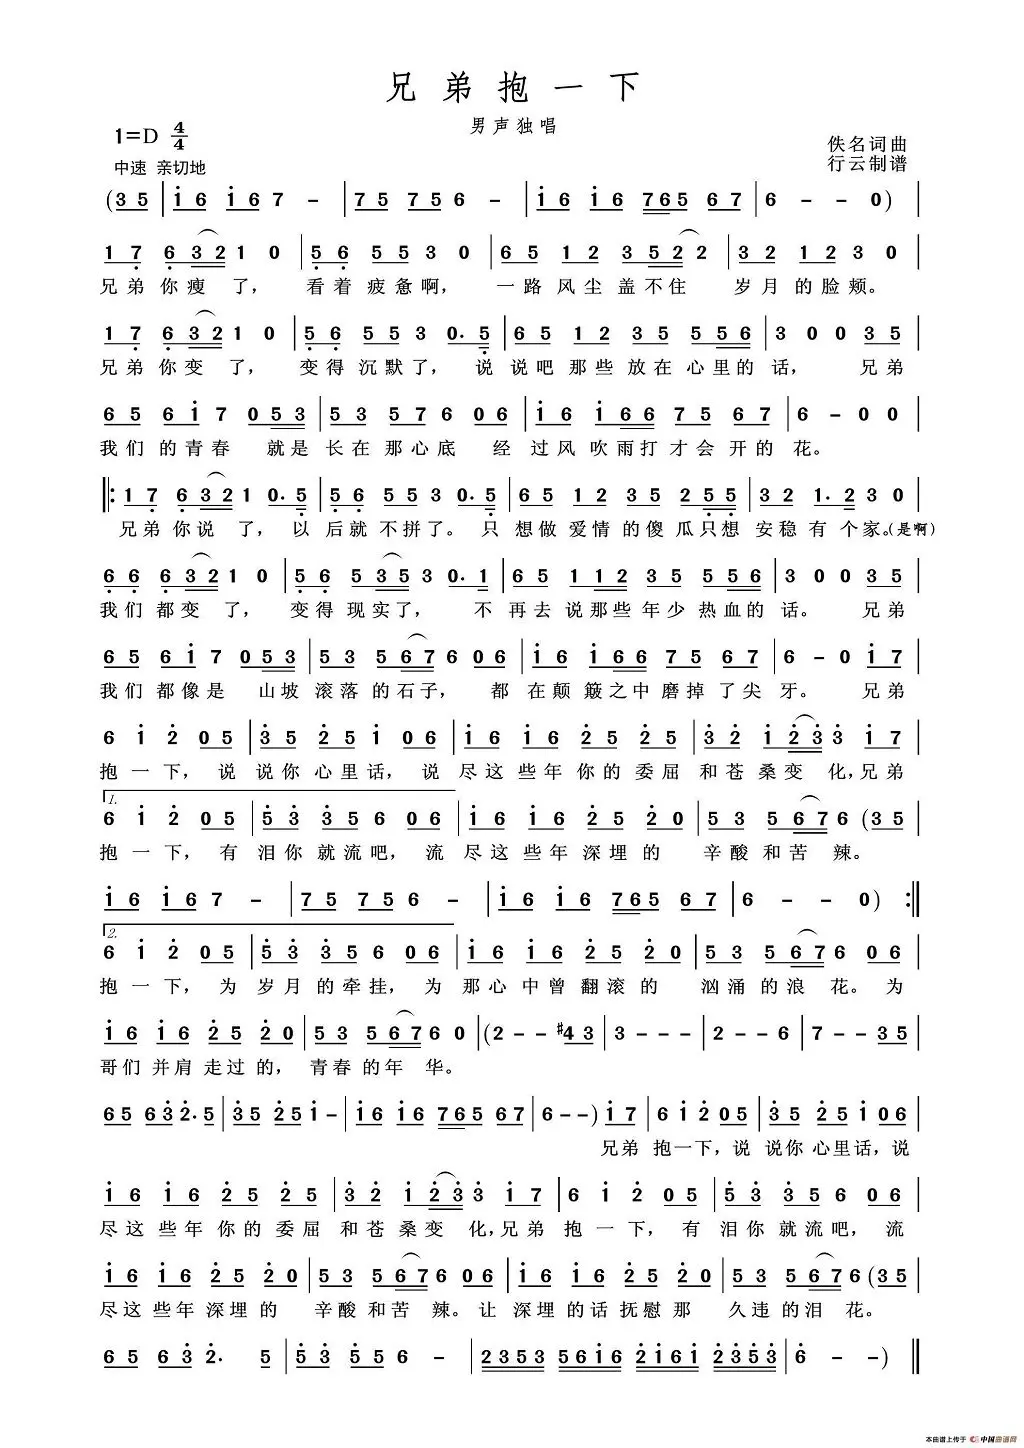 兄弟抱一下
男声独唱
1=D 4/4
佚名词曲
中速 亲切地
行云制谱
(3 5 | i 6 i 6 7 - | 7 5 7 5 6 - | i 6 i 6 7 6 5 6 7 | 6 - - 0) |
1 7 6 3 2 1 0 | 5 6 5 5 3 0 | 6 5 1 2 3 5 2 2 | 3 2 1 2 3 0 |
兄弟你瘦了， 看着疲惫啊， 一路风尘盖不住 岁月的脸颊。
1 7 6 3 2 1 0 | 5 6 5 5 3 0. 5 | 6 5 1 2 3 5 5 5 6 | 3 0 0 3 5 |
兄弟你变了， 变得沉默了， 说说吧那些放在心里的话， 兄弟
6 5 6 i 7 0 5 3 | 5 3 5 7 6 0 6 | i 6 i 6 6 7 5 6 7 | 6 - 0 0 |
我们的青春 就是长在那心底 经过风吹雨打才会开的花。
|: 1 7 6 3 2 1 0. 5 | 5 6 5 5 3 0. 5 | 6 5 1 2 3 5 2 5 5 | 3 2 1. 2 3 0 |
兄弟你说了， 以后就不拼了。只想做爱情的傻瓜只想安稳有个家。(是啊)
6 6 6 3 2 1 0 | 5 6 5 3 5 3 0. 1 | 6 5 1 1 2 3 5 5 5 6 | 3 0 0 3 5 |
我们都变了， 变得现实了， 不再去说那些年少热血的话。 兄弟
6 5 6 i 7 0 5 3 | 5 3 5 6 7 6 0 6 | i 6 i 6 6 7 5 6 7 | 6 - 0 i 7 |
我们都像是 山坡滚落的石子， 都在颠簸之中磨掉了尖牙。 兄弟
6 i 2 0 5 | 3 5 2 5 i 0 6 | i 6 i 6 2 5 2 5 | 3 2 i 2 3 3 i 7 |
抱一下， 说说你心里话， 说尽这些年你的委屈和苍桑变化,兄弟
1.
6 i 2 0 5 | 5 3 3 5 6 0 6 | i 6 i 6 2 5 2 0 | 5 3 5 6 7 6 (3 5 |
抱一下， 有泪你就流吧， 流尽这些年深埋的 辛酸和苦辣。
i 6 i 6 7 - | 7 5 7 5 6 - | i 6 i 6 7 6 5 6 7 | 6 - - 0) :|
2.
6 i 2 0 5 | 5 3 3 5 6 0 6 | i 6 i 6 2 5 2 0 | 5 3 5 6 7 6 0 6 |
抱一下， 为岁月的牵挂， 为那心中曾翻滚的 汹涌的浪花。为
i 6 i 6 2 5 2 0 | 5 3 5 6 7 6 0 | (2 - - #4 3 | 3 - - - | 2 - - 6 | 7 - - 3 5 |
哥们并肩走过的， 青春的年华。
6 5 6 3 2. 5 | 3 5 2 5 i - | i 6 i 6 7 6 5 6 7 | 6 - - ) i 7 | 6 i 2 0 5 | 3 5 2 5 i 0 6 |
兄弟抱一下，说说你心里话，说
i 6 i 6 2 5 2 5 | 3 2 i 2 3 3 i 7 | 6 i 2 0 5 | 5 3 3 5 6 0 6 |
尽这些年你的委屈和苍桑变化,兄弟抱一下， 有泪你就流吧， 流
i 6 i 6 2 5 2 0 | 5 3 5 6 7 6 0 6 | i 6 i 6 2 5 2 0 | 5 3 5 6 7 6 (3 5 |
尽这些年深埋的 辛酸和苦辣。让深埋的话抚慰那 久违的泪花。
6 5 6 3 2. 5 | 5 3 5 5 6 - | 2 3 5 3 5 6 i 6 2 i 6 i 2 3 5 3 | 6 - - ) ‖
本曲谱上传于 中国曲谱网